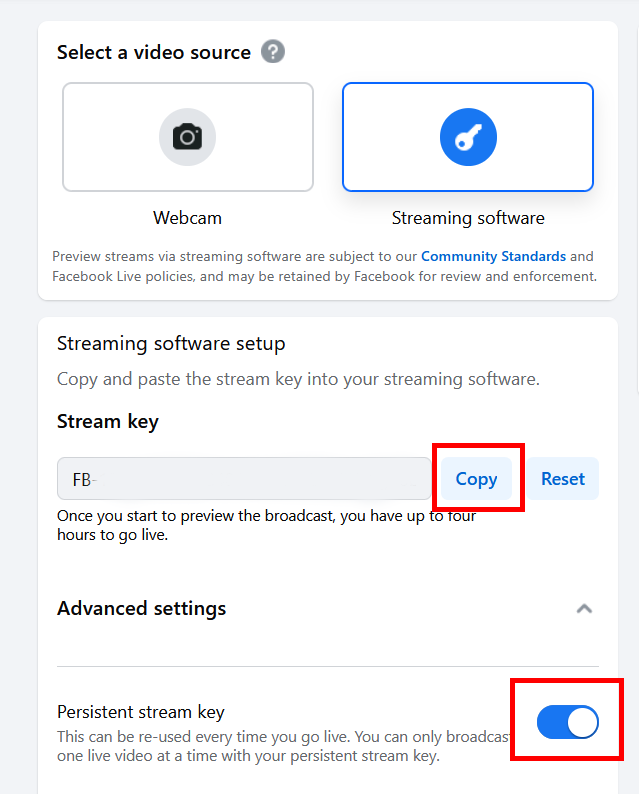 Select a video source ?
Webcam
Streaming software
Preview streams via streaming software are subject to our Community Standards and
Facebook Live policies, and may be retained by Facebook for review and enforcement.
Streaming software setup
Copy and paste the stream key into your streaming software.
Stream key
FB-
Copy
Reset
Once you start to preview the broadcast, you have up to four
hours to go live.
Advanced settings
Persistent stream key
This can be re-used every time you go live. You can only broadcas
one live video at a time with your persistent stream key.